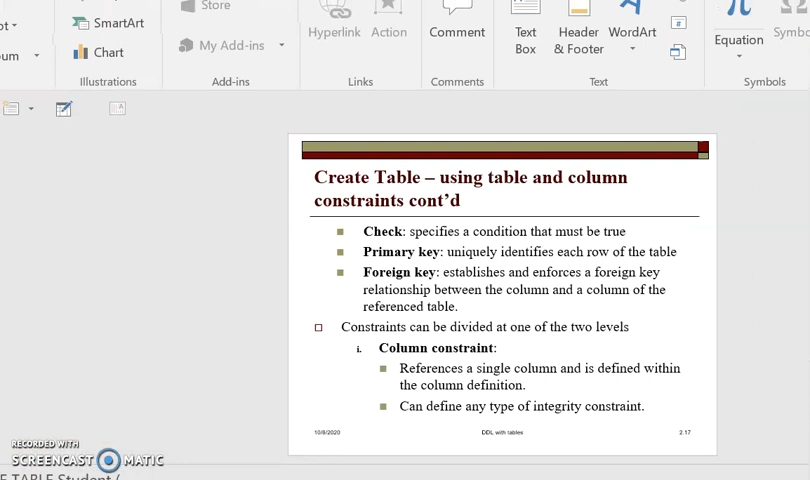 Store
SmartArt
Chart
My Add-ins
Hyperlink
Action
Comment
Text
Box
Header
& Footer
WordArt
Equation
Illustrations
Add-ins
Links
Comments
Text
Symbols
Create Table – using table and column
constraints cont’d
Check: specifies a condition that must be true
Primary key: uniquely identifies each row of the table
Foreign key: establishes and enforces a foreign key
relationship between the column and a column of the
referenced table.
Constraints can be divided at one of the two levels
i. Column constraint:
References a single column and is defined within
the column definition.
Can define any type of integrity constraint.
10/8/2020 DDL with tables 2.17
RECORDED WITH
SCREENCAST MATIC
TABLE Student (